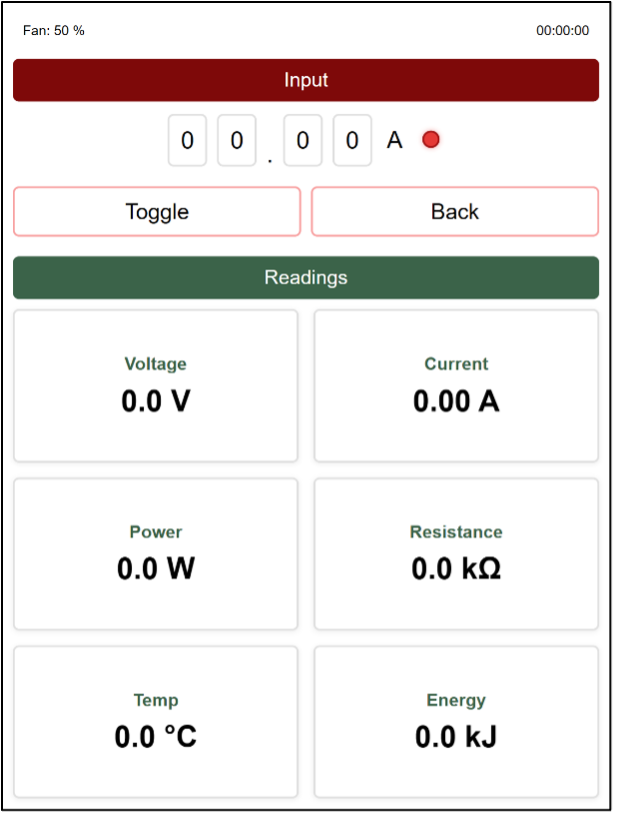 Fan: 50 % 00:00:00
Input
0 0 . 0 0 A
Toggle Back
Readings
Voltage Current
0.0 V 0.00 A
Power Resistance
0.0 W 0.0 kΩ
Temp Energy
0.0 °C 0.0 kJ